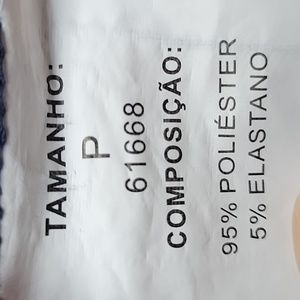 TAMANHO:
P
61668
COMPOSIÇÃO:
95% POLIÉSTER
5% ELASTANO